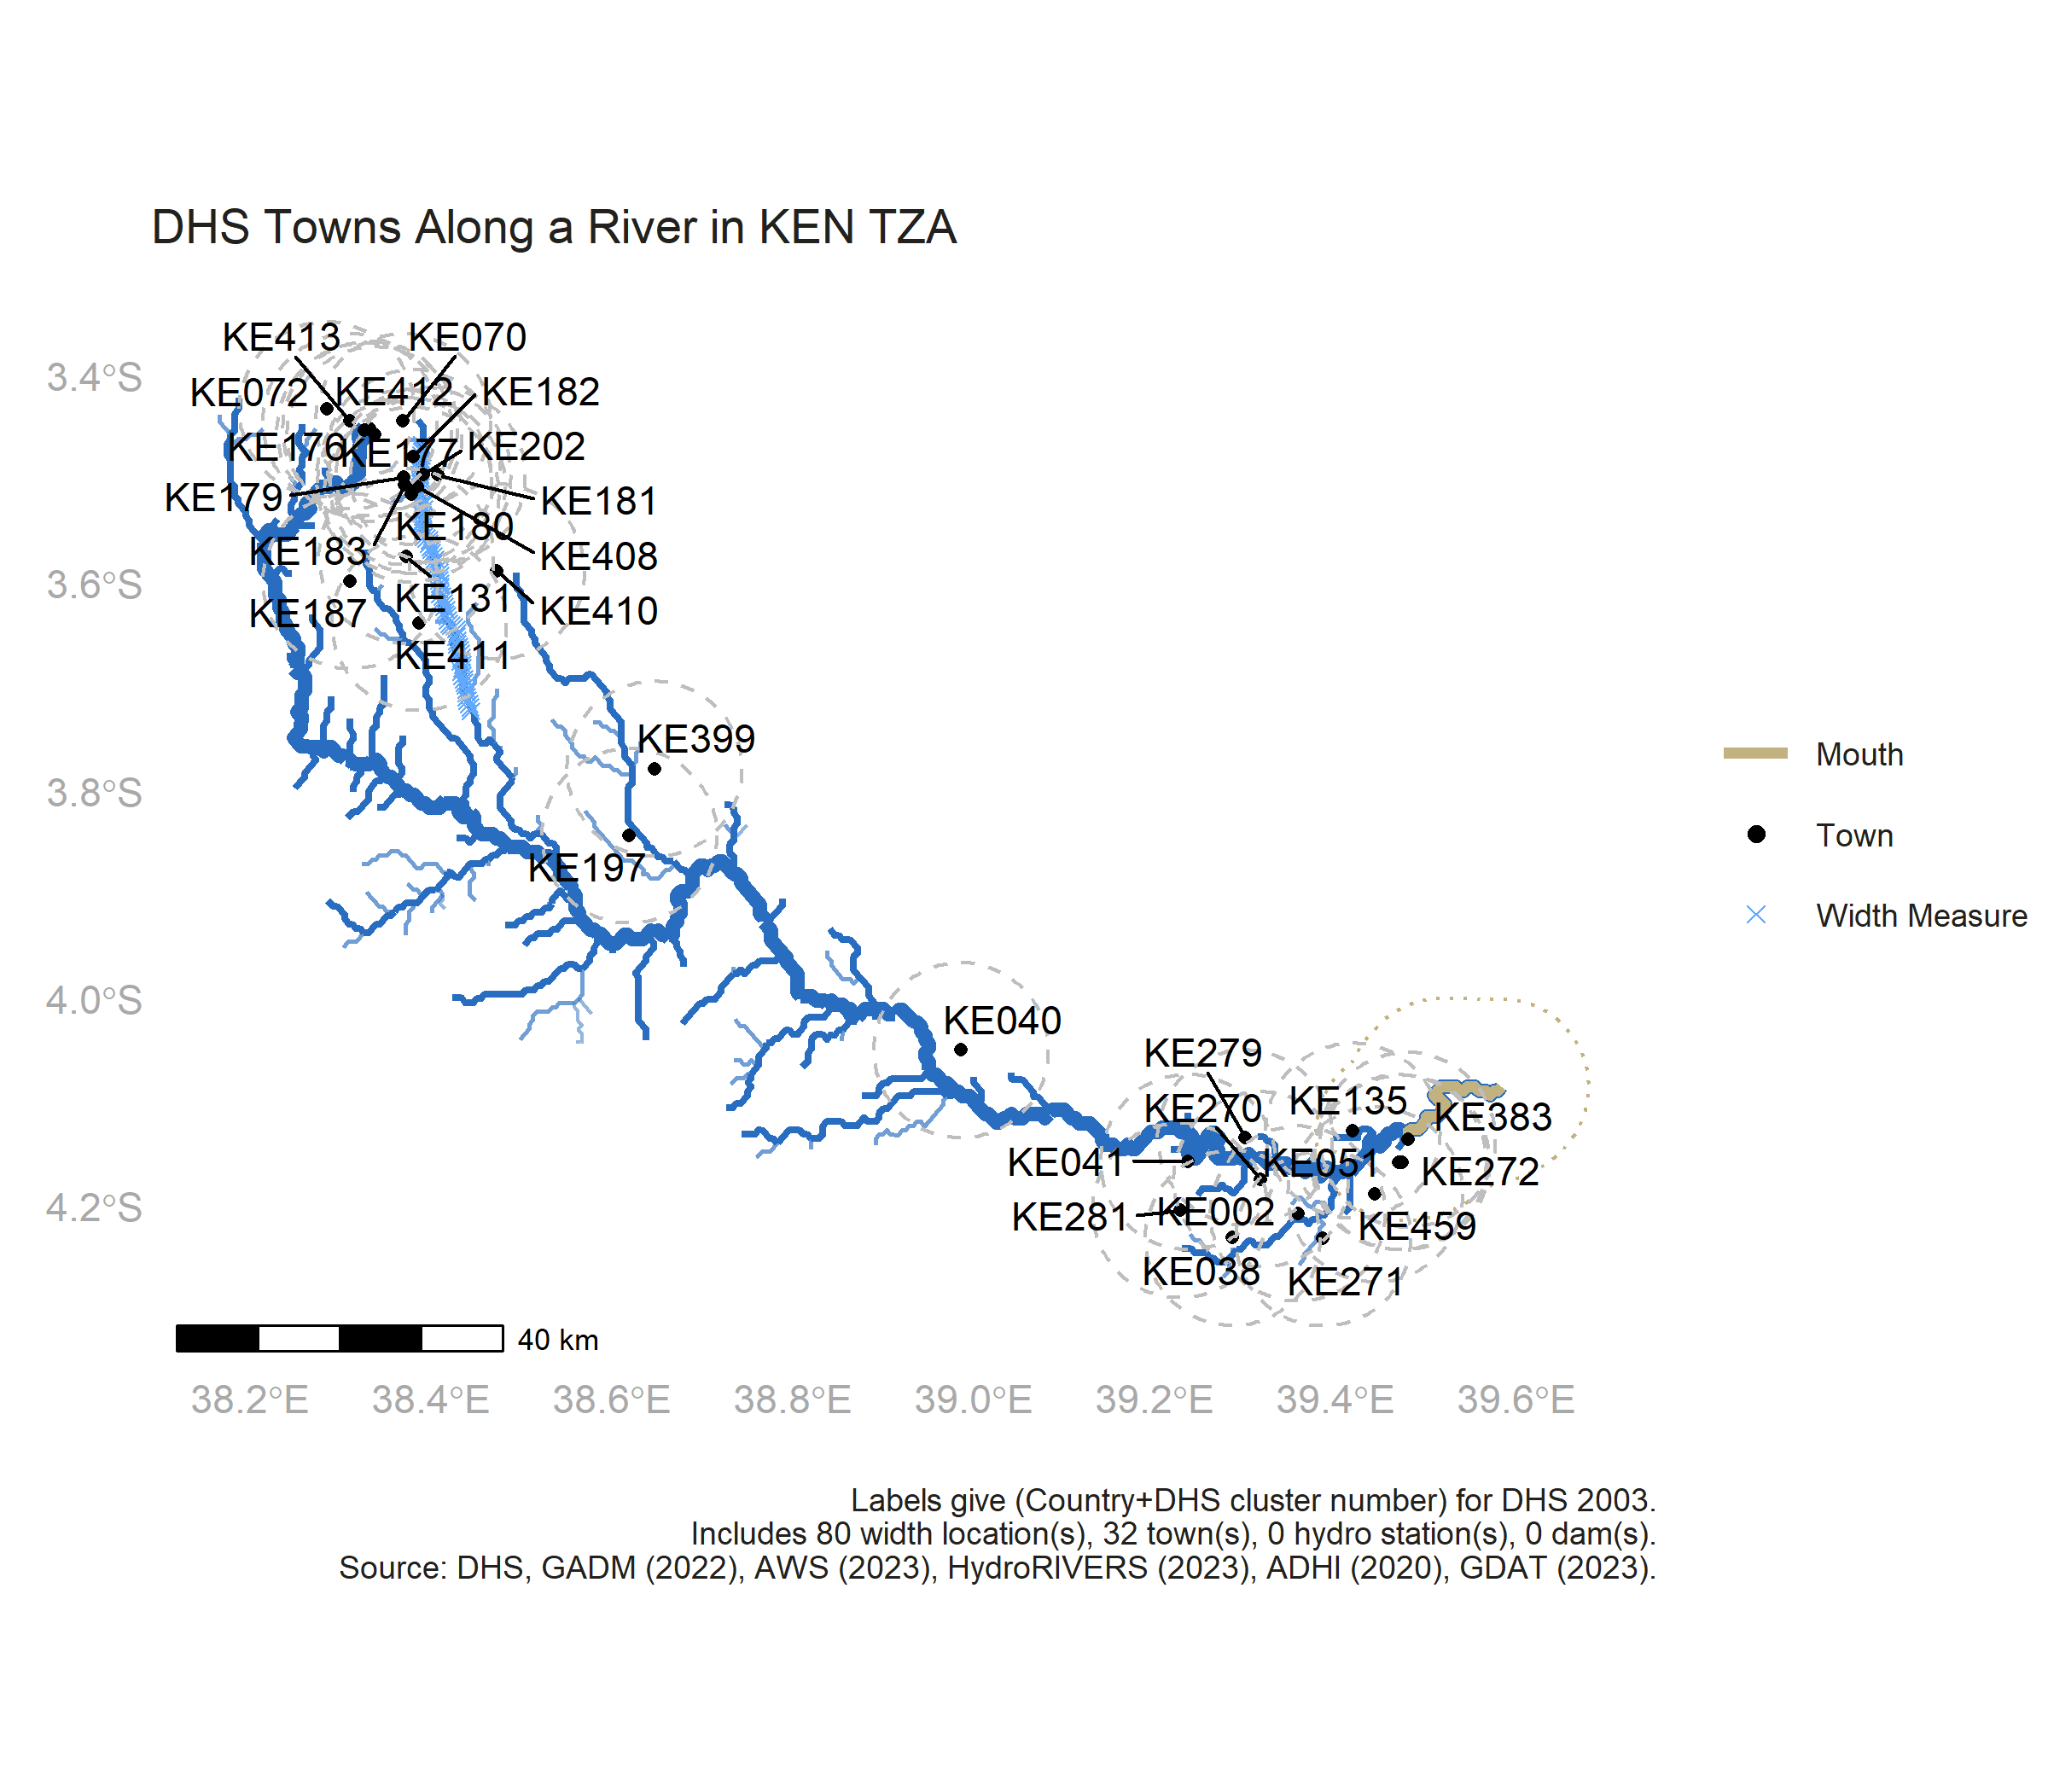 DHS Towns Along a River in KEN TZA
KE413
KE070
3.4°S
KE072
KE412
KE182
KE176
KE177
KE202
KE179
KE181
KE180
KE183
KE408
3.6°S
KE131
KE187
KE410
KE411
KE399
Mouth
3.8°S
Town
KE197
Width Measure
4.0°S
KE040
KE279
KE270
KE135
KE383
KE041
KE051
KE272
4.2°S
KE281
KE002
KE459
KE038
KE271
40 km
38.2°E
38.4°E
38.6°E
38.8°E
39.0°E
39.2°E
39.4°E
39.6°E
Labels give (Country+DHS cluster number) for DHS 2003.
Includes 80 width location(s), 32 town(s), 0 hydro station(s), 0 dam(s).
Source: DHS, GADM (2022), AWS (2023), HydroRIVERS (2023), ADHI (2020), GDAT (2023).